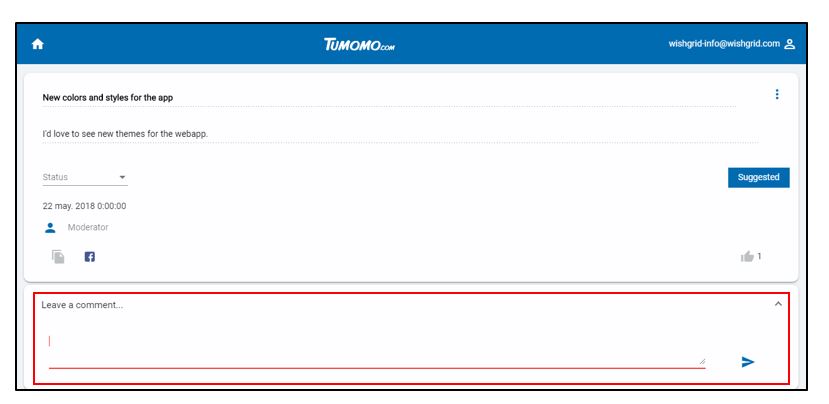 TUMOMO.COM
wishgrid-info@wishgrid.com
New colors and styles for the app
I'd love to see new themes for the webapp.
Status
Suggested
22 may. 2018 0:00:00
Moderator
1
Leave a comment...